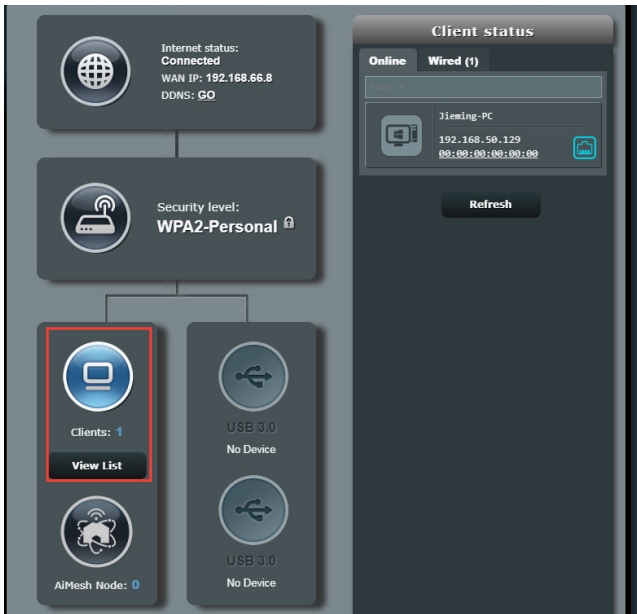 Internet status:
Connected
WAN IP: 192.168.66.8
DDNS: GO
Security level:
WPA2-Personal
Clients: 1
View List
AiMesh Node: 0
USB 3.0
No Device
USB 3.0
No Device
Client status
Online Wired (1)
Search
Jieming-PC
192.168.50.129
00:00:00:00:00:00
Refresh